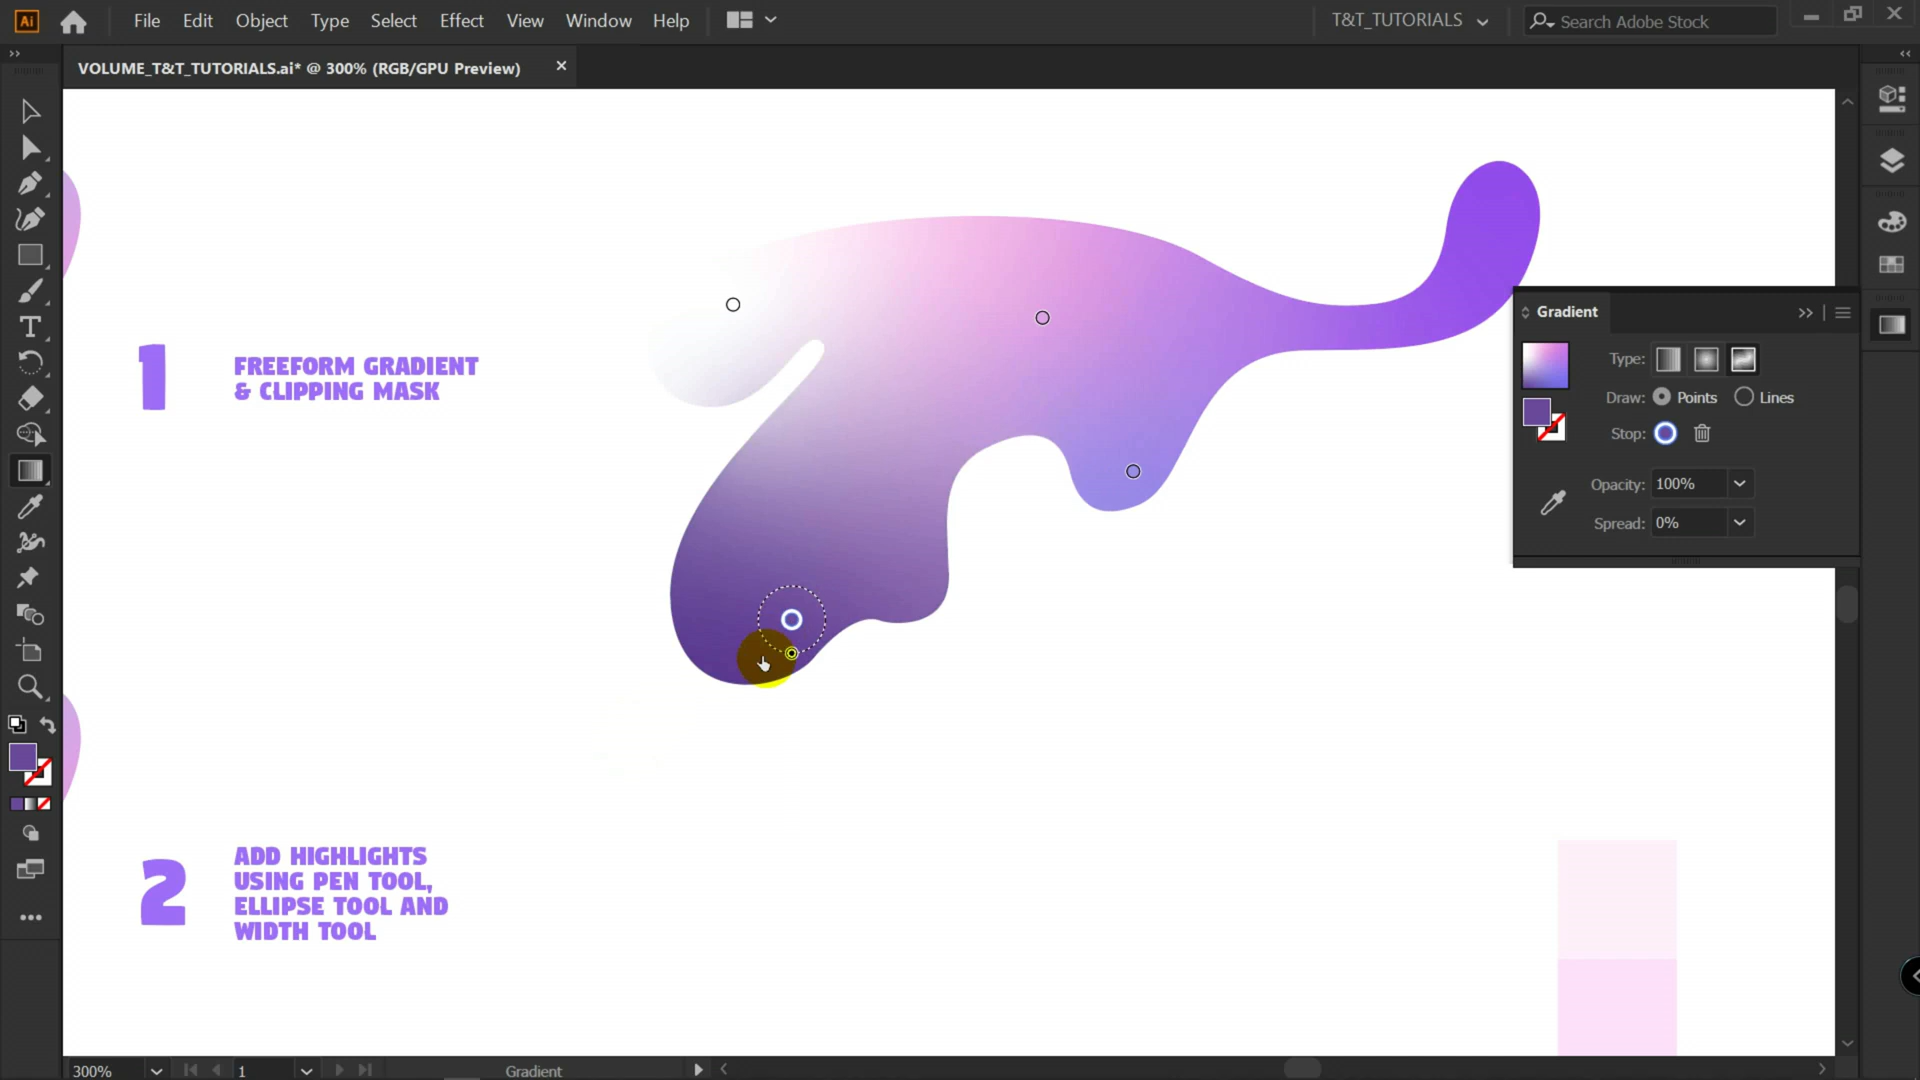 Ai File Edit Object Type Select Effect View Window Help T&T_TUTORIALS Search Adobe Stock
VOLUME_T&T_TUTORIALS.ai* @ 300% (RGB/GPU Preview)
Gradient
Type:
Draw: Points Lines
Stop:
Opacity: 100%
Spread: 0%
1
FREEFORM GRADIENT
& CLIPPING MASK
2
ADD HIGHLIGHTS
USING PEN TOOL,
ELLIPSE TOOL AND
WIDTH TOOL
300% 1 Gradient